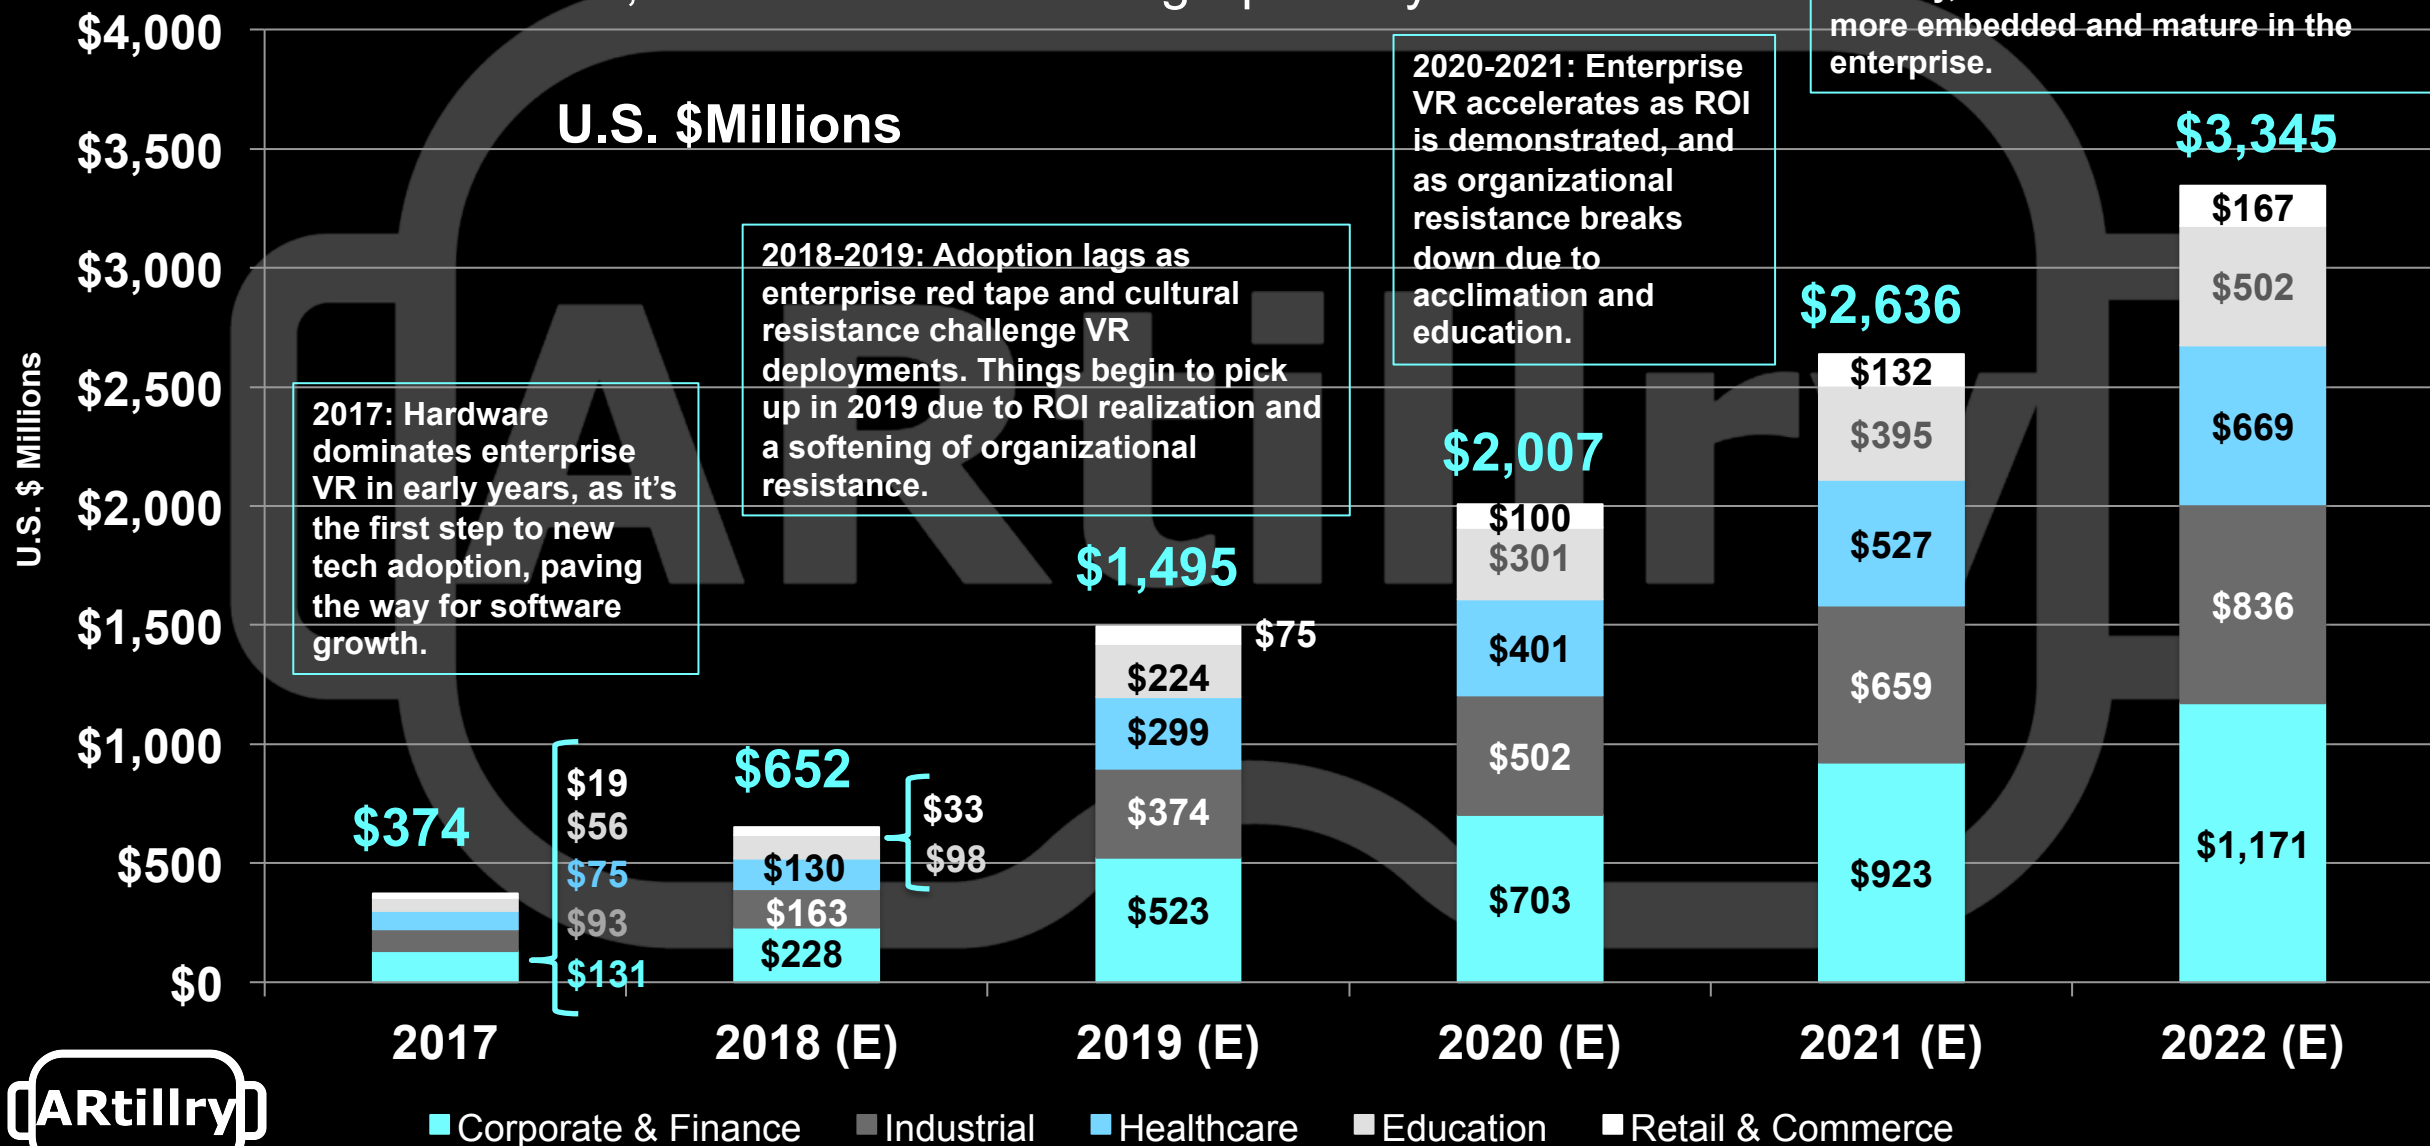 more embedded and mature in the
enterprise.
$4,000
$3,500
$3,000
$2,500
$2,000
$1,500
$1,000
$500
$0
U.S. $ Millions
U.S. $Millions
2017: Hardware
dominates enterprise
VR in early years, as it's
the first step to new
tech adoption, paving
the way for software
growth.
2018-2019: Adoption lags as
enterprise red tape and cultural
resistance challenge VR
deployments. Things begin to pick
up in 2019 due to ROI realization and
a softening of organizational
resistance.
2020-2021: Enterprise
VR accelerates as ROI
is demonstrated, and
as organizational
resistance breaks
down due to
acclimation and
education.
$374
$19
$56
$75
$93
$131
$652
$33
$98
$130
$163
$228
$1,495
$75
$224
$299
$374
$523
$2,007
$100
$301
$401
$502
$703
$2,636
$132
$395
$527
$659
$923
$3,345
$167
$502
$669
$836
$1,171
2017
2018 (E)
2019 (E)
2020 (E)
2021 (E)
2022 (E)
ARtillry
ARtillry
Corporate & Finance
Industrial
Healthcare
Education
Retail & Commerce